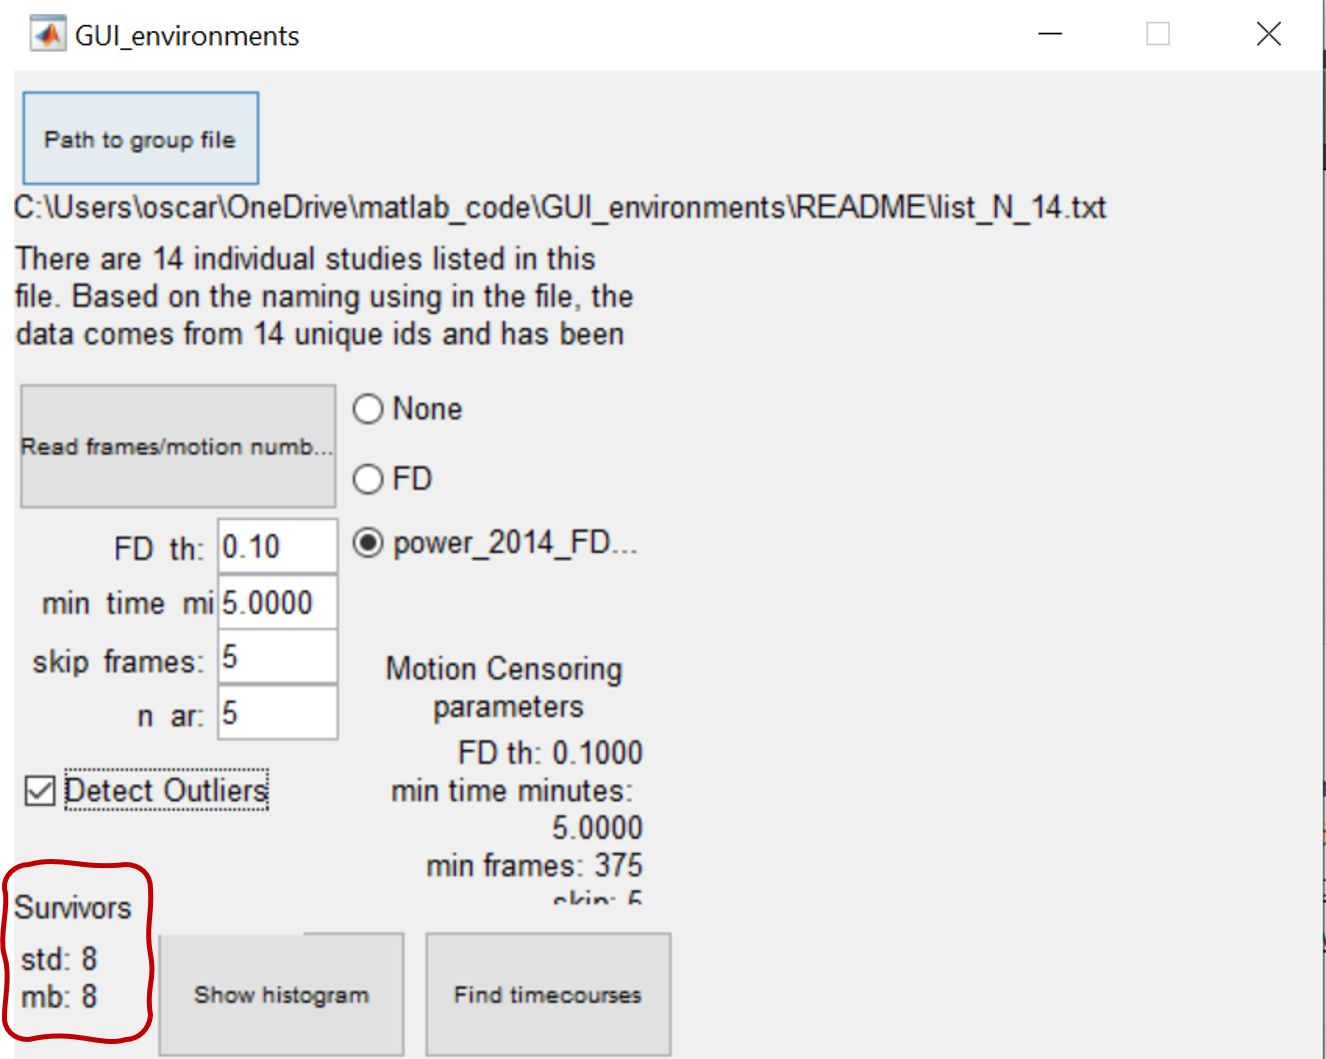 GUI_environments
Path to group file
C:\Users\oscar\OneDrive\matlab_code\GUI_environments\README\list_N_14.txt
There are 14 individual studies listed in this
file. Based on the naming using in the file, the
data comes from 14 unique ids and has been
Read frames/motion numb...
None
FD
power_2014_FD...
FD th: 0.10
min time mi 5.0000
skip frames: 5
n ar: 5
Detect Outliers
Motion Censoring
parameters
FD th: 0.1000
min time minutes:
5.0000
min frames: 375
skip: 5
Survivors
std: 8
mb: 8
Show histogram
Find timecourses